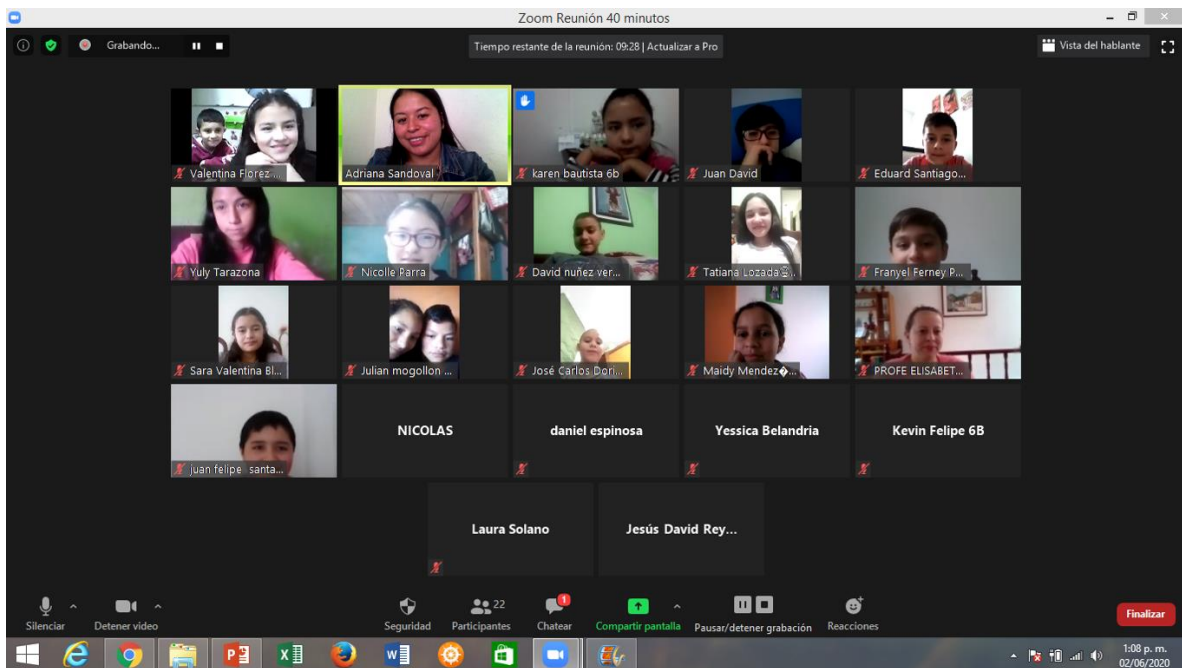 Zoom Reunión 40 minutos
Grabando...
Tiempo restante de la reunión: 09:28 | Actualizar a Pro
Vista del hablante
Valentina Florez ...
Adriana Sandoval
karen bautista 6b
Juan David
Eduard Santiago...
Yuly Tarazona
Nicolle Parra
David nuñez ver...
Tatiana Lozada...
Franyel Ferney P...
Sara Valentina Bl...
Julian mogollon ...
José Carlos Dori...
Maidy Mendez�...
PROFE ELISABET...
juan felipe santa...
NICOLAS
daniel espinosa
Yessica Belandria
Kevin Felipe 6B
Laura Solano
Jesús David Rey...
Silenciar
Detener video
Seguridad
Participantes
22
Chatear
1
Compartir pantalla
Pausar/detener grabación
Reacciones
Finalizar
1:08 p. m.
02/06/2020